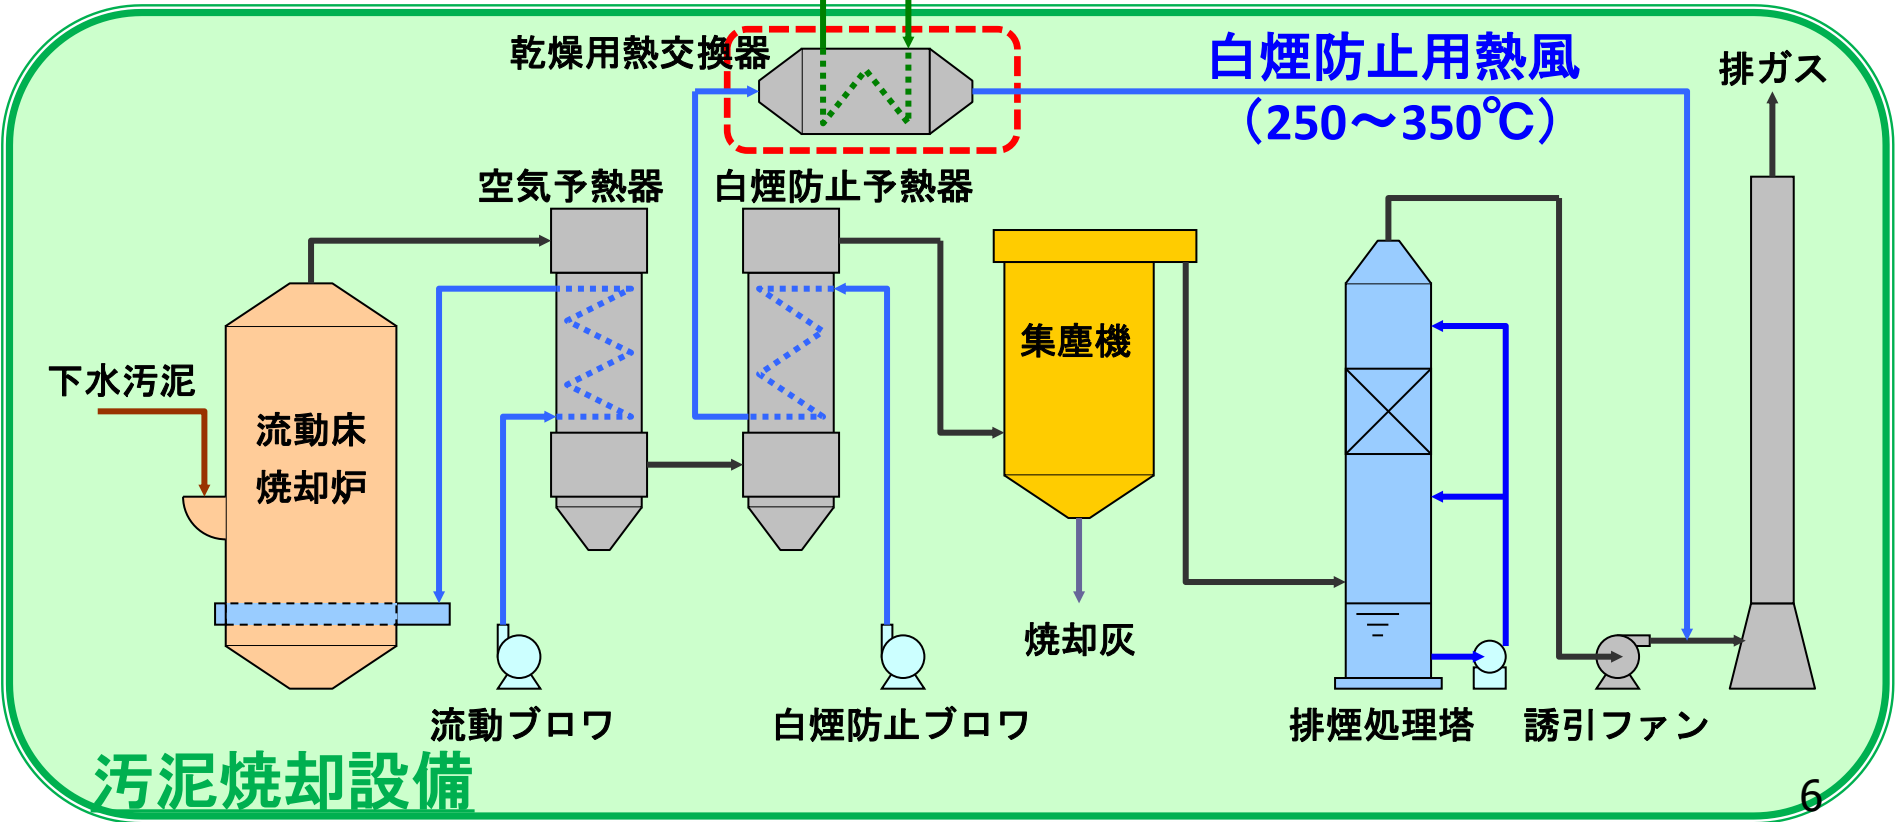 乾燥用熱交換器
白煙防止用熱風
（250～350℃）
排ガス
空気予熱器
白煙防止予熱器
集塵機
下水汚泥
流動床
焼却炉
焼却灰
流動ブロワ
白煙防止ブロワ
排煙処理塔
誘引ファン
汚泥焼却設備
6